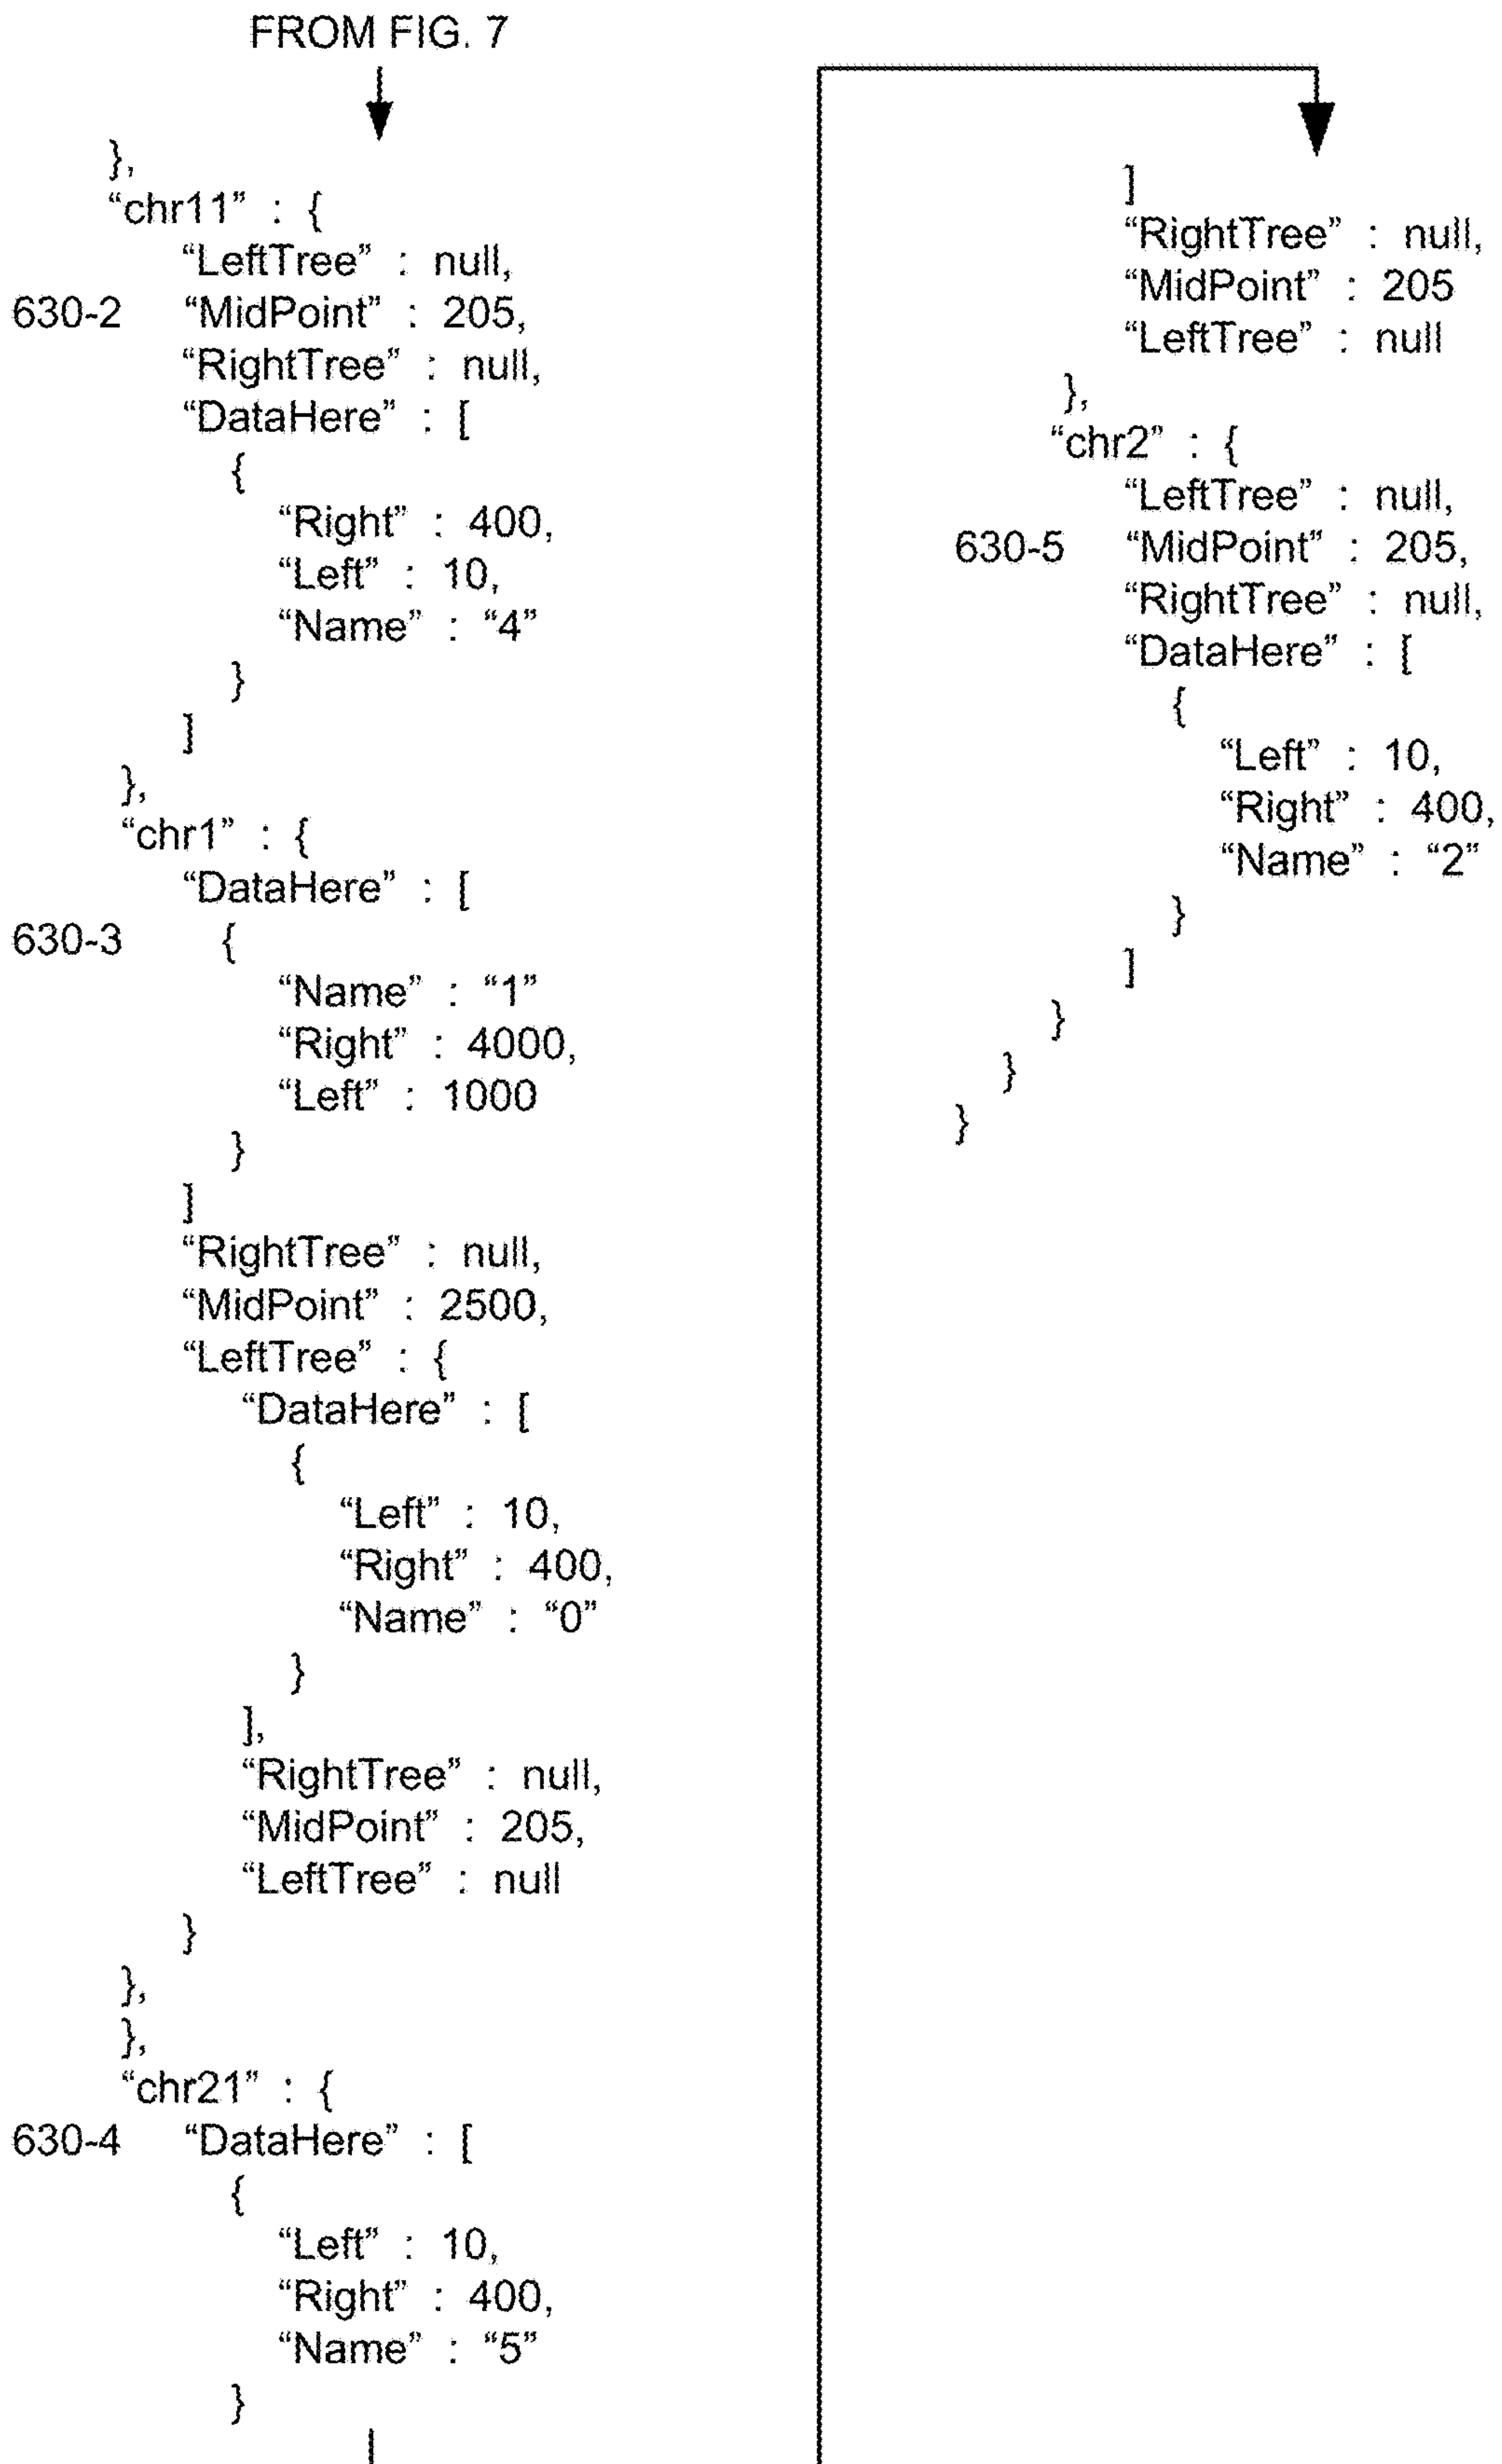 FROM FIG. 7
},
“chr11” : {
“LeftTree” : null,
630-2 “MidPoint” : 205,
“RightTree” : null,
“DataHere” : [
{
“Right” : 400,
“Left” : 10,
“Name” : “4”
}
]
},
“chr1” : {
“DataHere” : [
630-3 {
“Name” : “1”
“Right” : 4000,
“Left” : 1000
}
]
“RightTree” : null,
“MidPoint” : 2500,
“LeftTree” : {
“DataHere” : [
{
“Left” : 10,
“Right” : 400,
“Name” : “0”
}
],
“RightTree” : null,
“MidPoint” : 205,
“LeftTree” : null
}
},
},
“chr21” : {
630-4 “DataHere” : [
{
“Left” : 10,
“Right” : 400,
“Name” : “5”
}
]
“RightTree” : null,
“MidPoint” : 205
“LeftTree” : null
},
“chr2” : {
“LeftTree” : null,
630-5 “MidPoint” : 205,
“RightTree” : null,
“DataHere” : [
{
“Left” : 10,
“Right” : 400,
“Name” : “2”
}
]
}
}
}